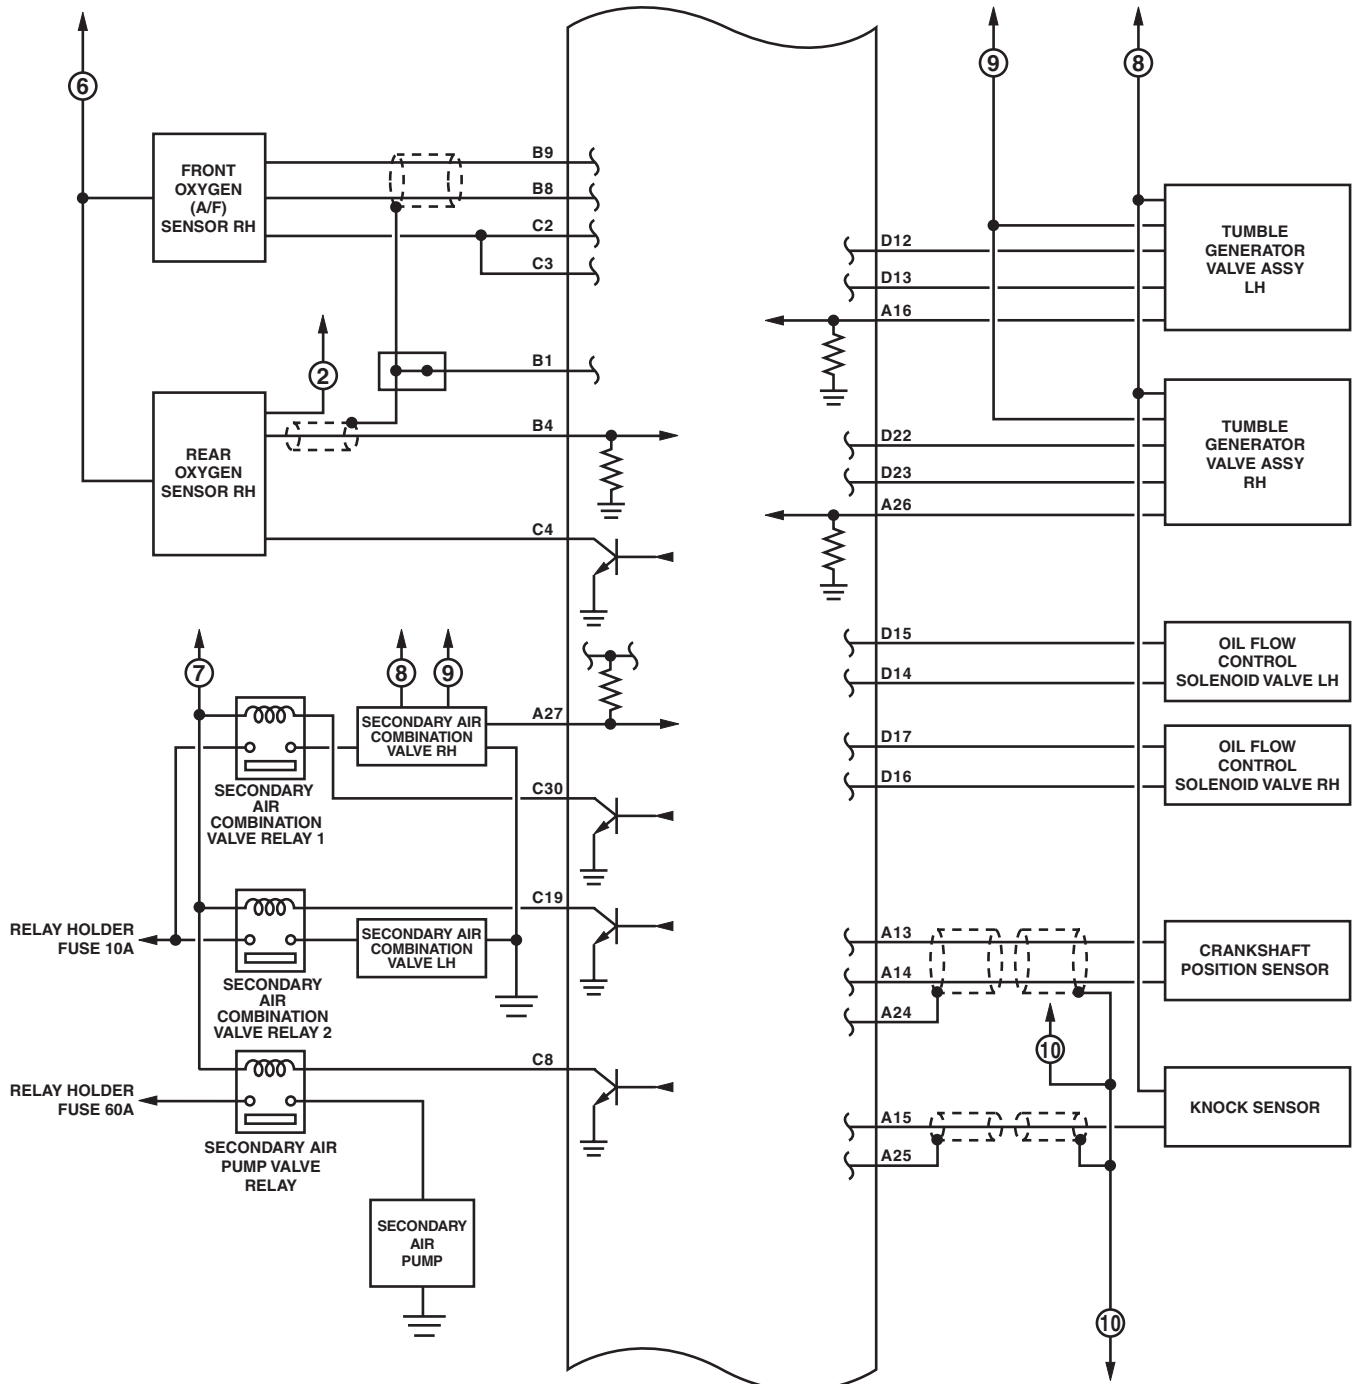 6
FRONT
OXYGEN
(A/F)
SENSOR RH
B9
B8
C2
C3
2
B1
REAR
OXYGEN
SENSOR RH
B4
C4
7
8
9
SECONDARY AIR
COMBINATION
VALVE RH
A27
SECONDARY
AIR
COMBINATION
VALVE RELAY 1
C30
RELAY HOLDER
FUSE 10A
C19
SECONDARY AIR
COMBINATION
VALVE LH
SECONDARY
AIR
COMBINATION
VALVE RELAY 2
C8
RELAY HOLDER
FUSE 60A
SECONDARY AIR
PUMP VALVE
RELAY
SECONDARY
AIR
PUMP
9
8
D12
D13
A16
TUMBLE
GENERATOR
VALVE ASSY
LH
D22
D23
A26
TUMBLE
GENERATOR
VALVE ASSY
RH
D15
D14
OIL FLOW
CONTROL
SOLENOID VALVE LH
D17
D16
OIL FLOW
CONTROL
SOLENOID VALVE RH
A13
A14
A24
CRANKSHAFT
POSITION SENSOR
10
A15
A25
KNOCK SENSOR
10